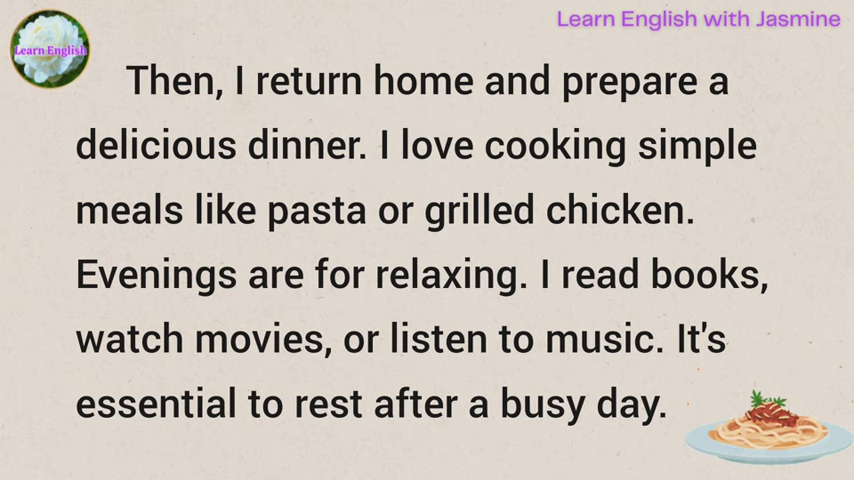 Learn English with Jasmine
Learn English
Then, I return home and prepare a
delicious dinner. I love cooking simple
meals like pasta or grilled chicken.
Evenings are for relaxing. I read books,
watch movies, or listen to music. It's
essential to rest after a busy day.